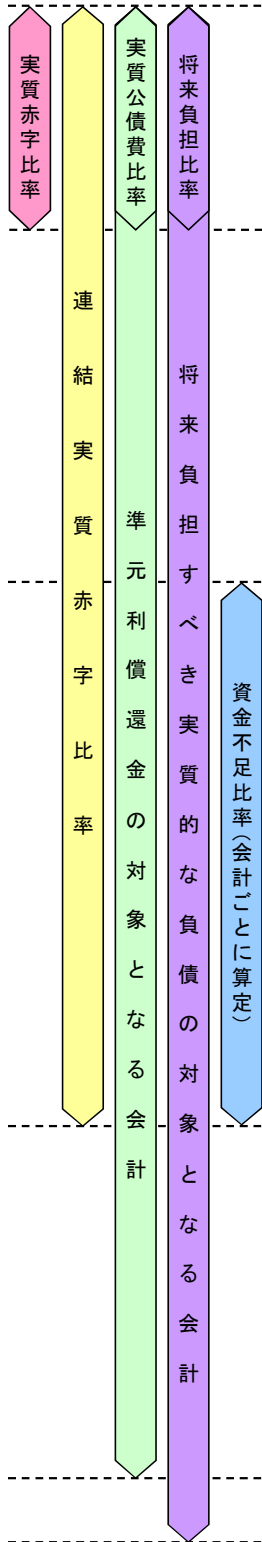 実質赤字比率
連結実質赤字比率
実質公債費比率
準元利償還金の対象となる会計
将来負担比率
将来負担すべき実質的な負債の対象となる会計
資金不足比率(会計ごとに算定)